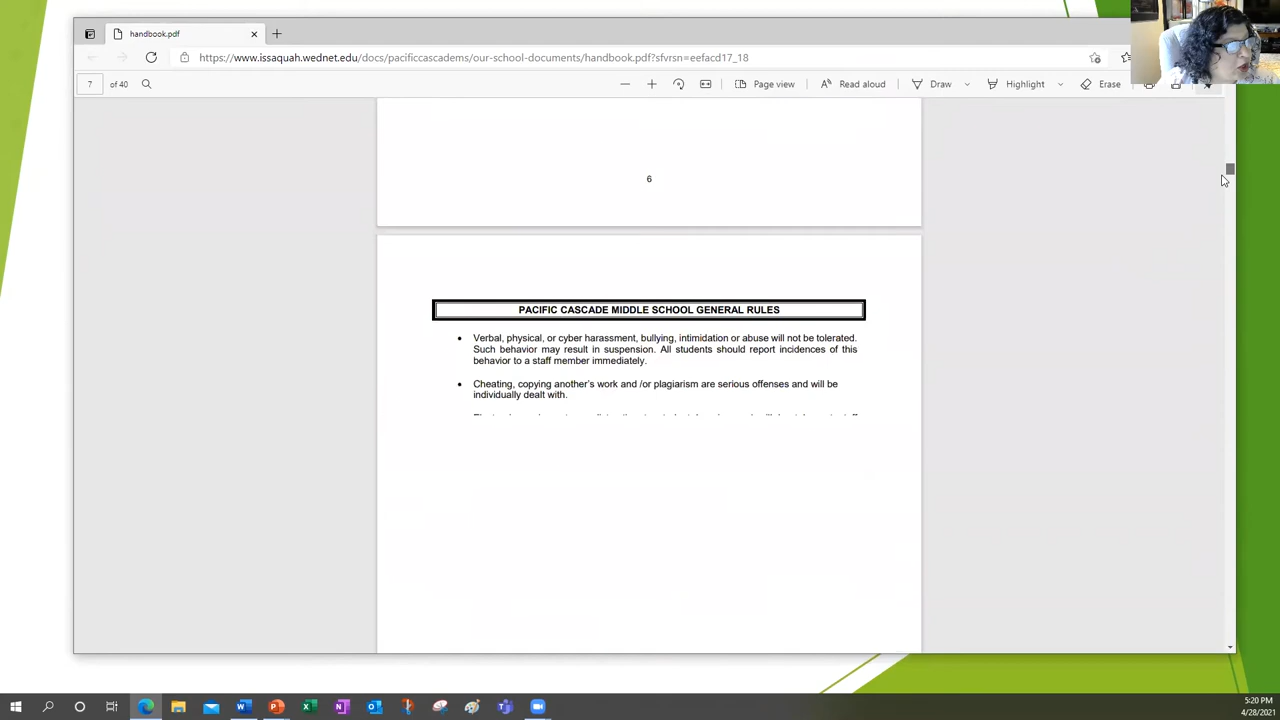 handbook.pdf
https://www.issaquah.wednet.edu/docs/pacificcascadems/our-school-documents/handbook.pdf?sfvrsn=eefacd17_18
7 of 40 Page view Read aloud Draw Highlight Erase
6
PACIFIC CASCADE MIDDLE SCHOOL GENERAL RULES
• Verbal, physical, or cyber harassment, bullying, intimidation or abuse will not be tolerated.
Such behavior may result in suspension. All students should report incidences of this
behavior to a staff member immediately.
• Cheating, copying another's work and /or plagiarism are serious offenses and will be
individually dealt with.
5:20 PM
4/28/2021